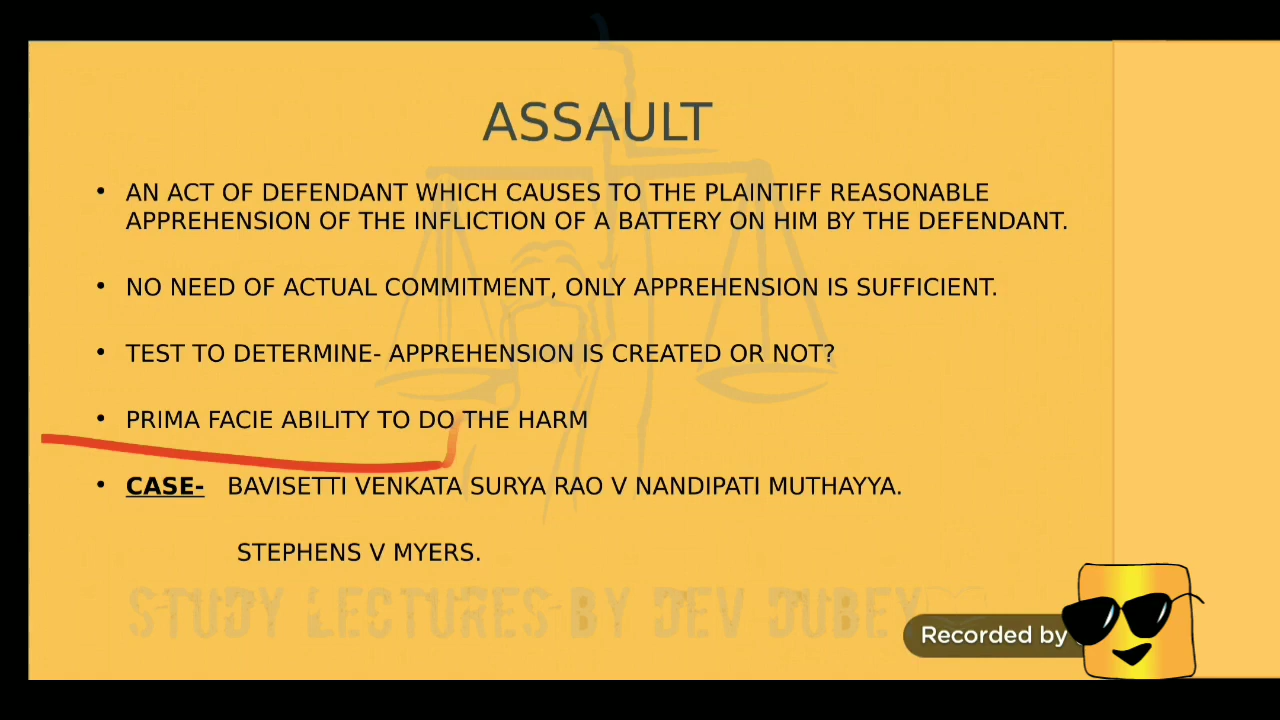 ASSAULT
• AN ACT OF DEFENDANT WHICH CAUSES TO THE PLAINTIFF REASONABLE
APPREHENSION OF THE INFLICTION OF A BATTERY ON HIM BY THE DEFENDANT.
• NO NEED OF ACTUAL COMMITMENT, ONLY APPREHENSION IS SUFFICIENT.
• TEST TO DETERMINE- APPREHENSION IS CREATED OR NOT?
• PRIMA FACIE ABILITY TO DO THE HARM
• CASE- BAVISETTI VENKATA SURYA RAO V NANDIPATI MUTHAYYA.
STEPHENS V MYERS.
STUDY LECTURES BY DEV DUBEY
Recorded by